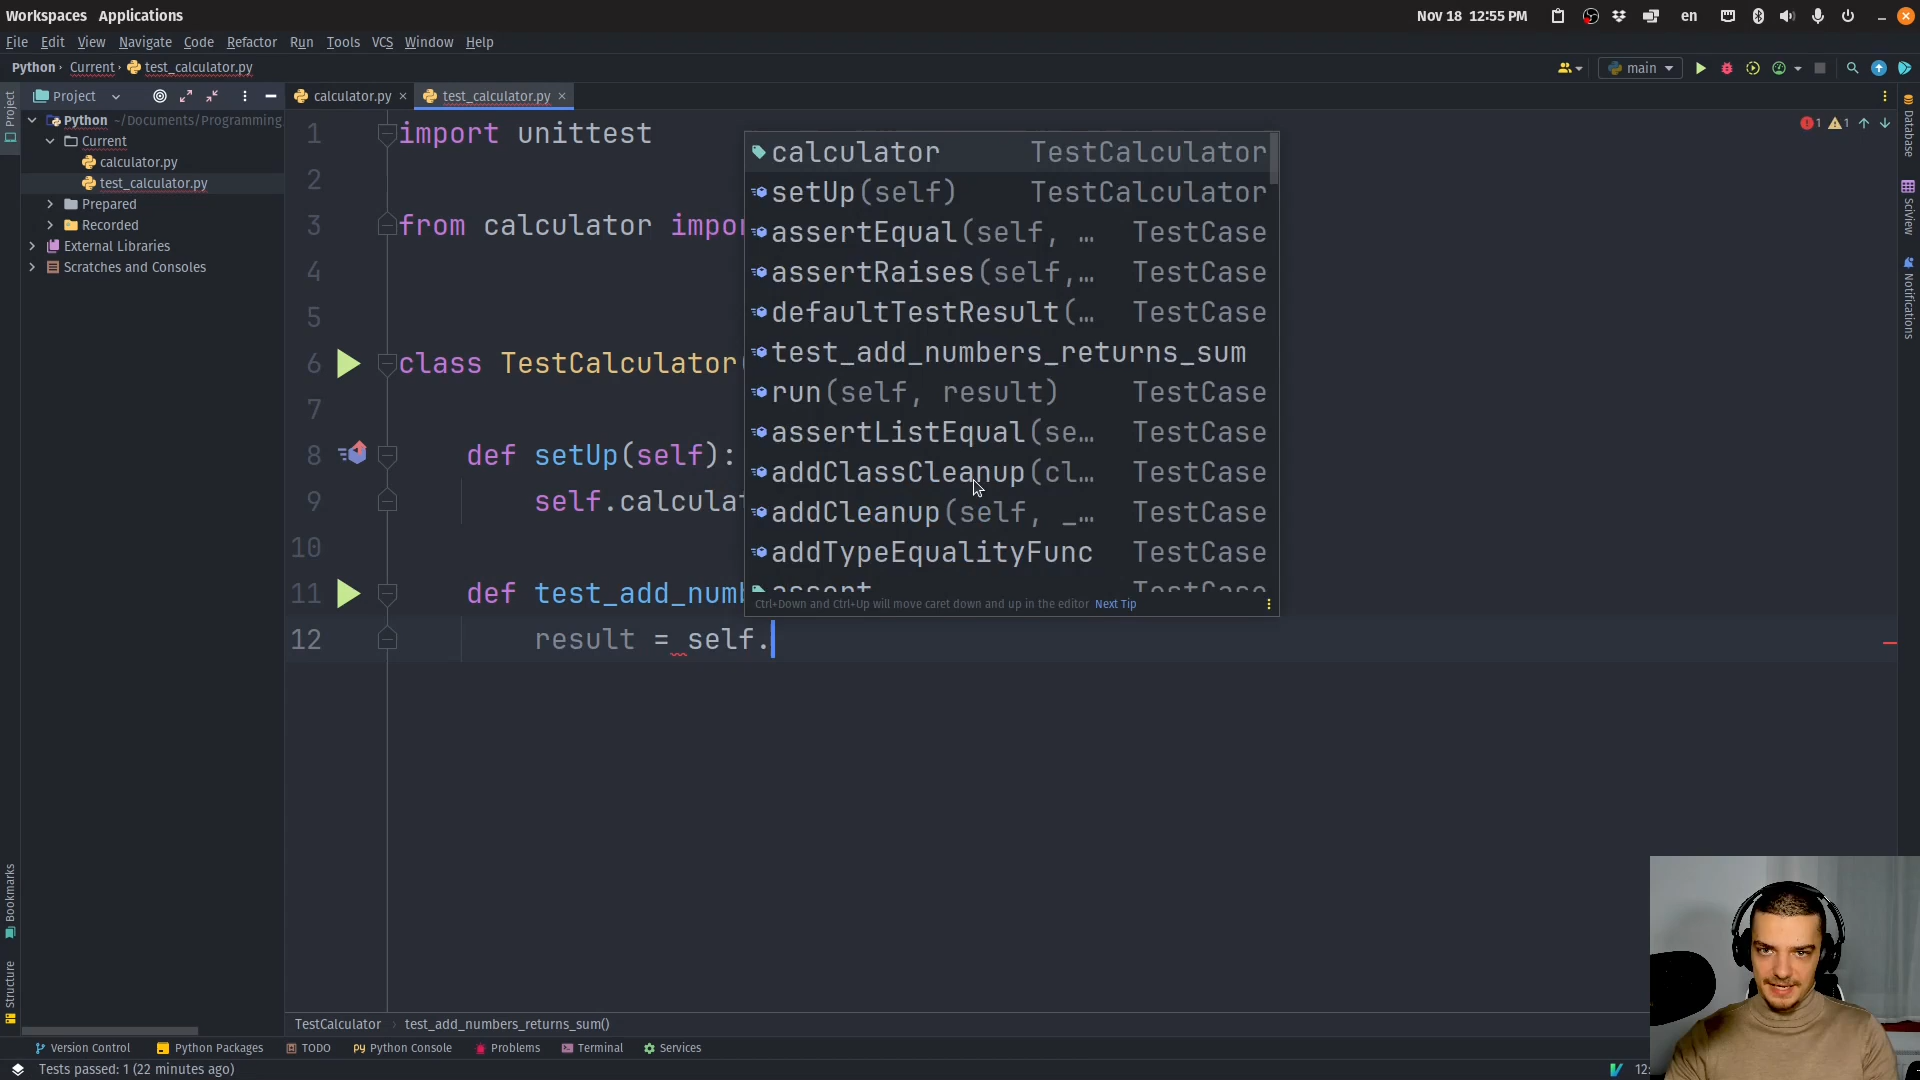 Workspaces Applications Nov 18 12:55 PM en
File Edit View Navigate Code Refactor Run Tools VCS Window Help
Python Current test_calculator.py main
Project calculator.py test_calculator.py
Project
Python ~/Documents/Programming
Current
calculator.py
test_calculator.py
Prepared
Recorded
External Libraries
Scratches and Consoles
1 import unittest
2
3 from calculator impor
4
5
6 class TestCalculator
7
8 def setUp(self):
9 self.calculat
10
11 def test_add_numb
12 result = self.
calculator TestCalculator
setUp(self) TestCalculator
assertEqual(self, … TestCase
assertRaises(self,… TestCase
defaultTestResult(… TestCase
test_add_numbers_returns_sum
run(self, result) TestCase
assertListEqual(se… TestCase
addClassCleanup(cl… TestCase
addCleanup(self, _… TestCase
addTypeEqualityFunc TestCase
assert TestCase
Ctrl+Down and Ctrl+Up will move caret down and up in the editor Next Tip
1 1
Database
SciView
Notifications
Bookmarks
Structure
TestCalculator test_add_numbers_returns_sum()
Version Control Python Packages TODO Python Console Problems Terminal Services
Tests passed: 1 (22 minutes ago) 12: